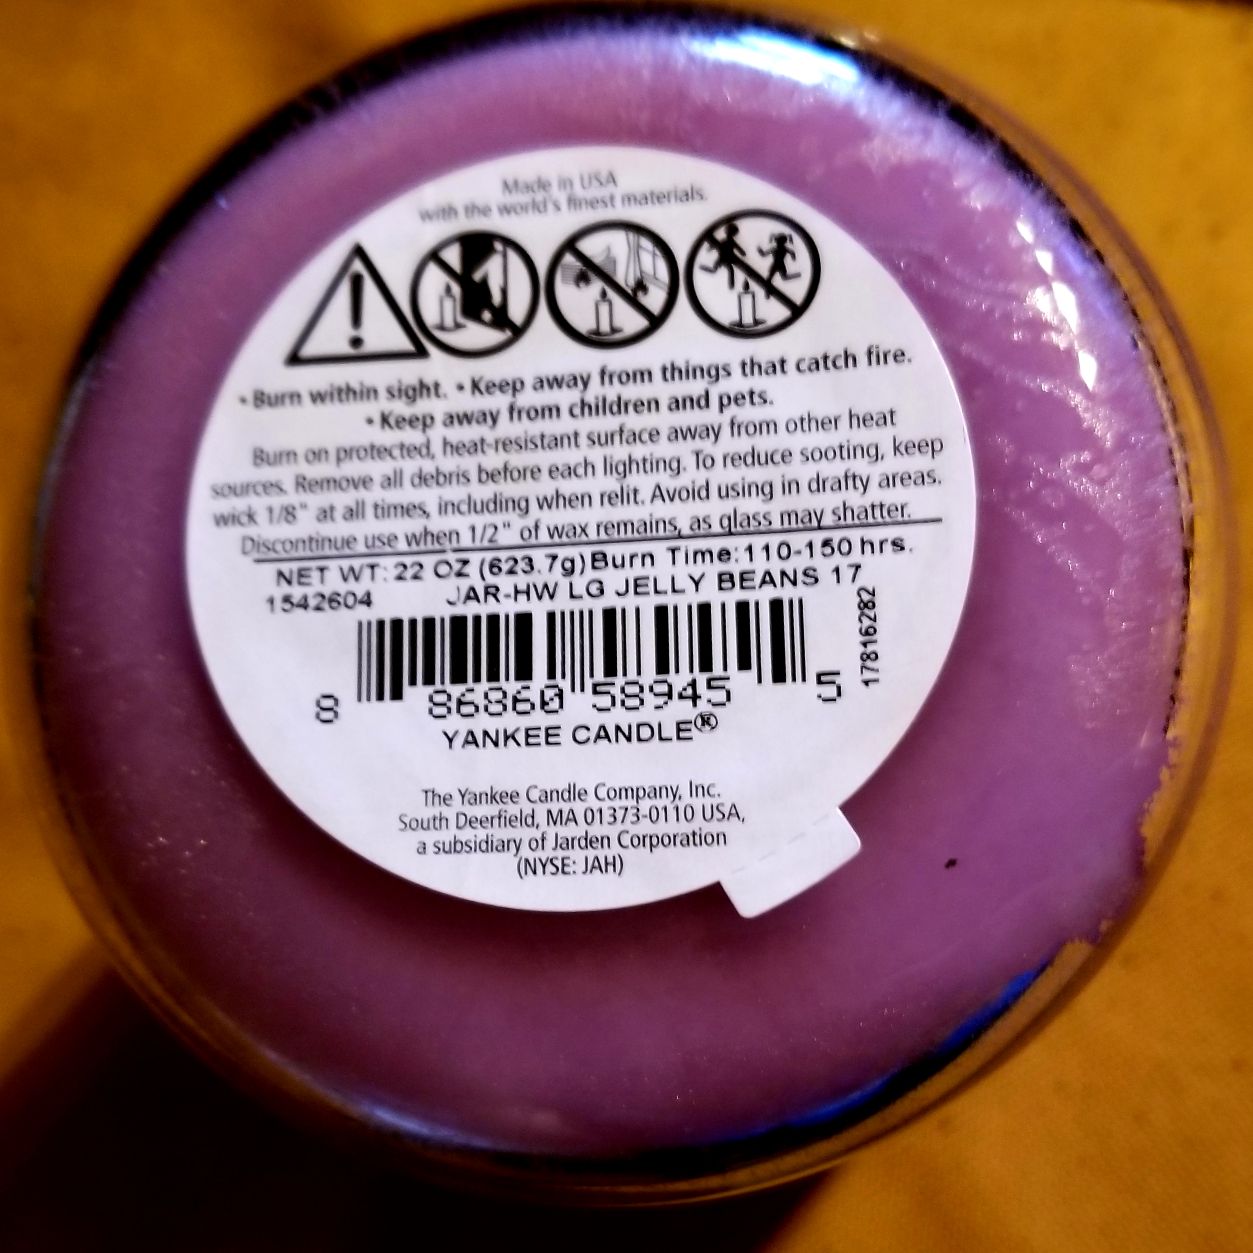 Made in USA
with the world's finest materials.
• Burn within sight. • Keep away from things that catch fire.
• Keep away from children and pets.
Burn on protected, heat-resistant surface away from other heat
sources. Remove all debris before each lighting. To reduce sooting, keep
wick 1/8" at all times, including when relit. Avoid using in drafty areas.
Discontinue use when 1/2" of wax remains, as glass may shatter.
NET WT: 22 OZ (623.7g) Burn Time: 110-150 hrs.
1542604 JAR-HW LG JELLY BEANS 17
17816282
8 86860 58945 5
YANKEE CANDLE®
The Yankee Candle Company, Inc.
South Deerfield, MA 01373-0110 USA,
a subsidiary of Jarden Corporation
(NYSE: JAH)